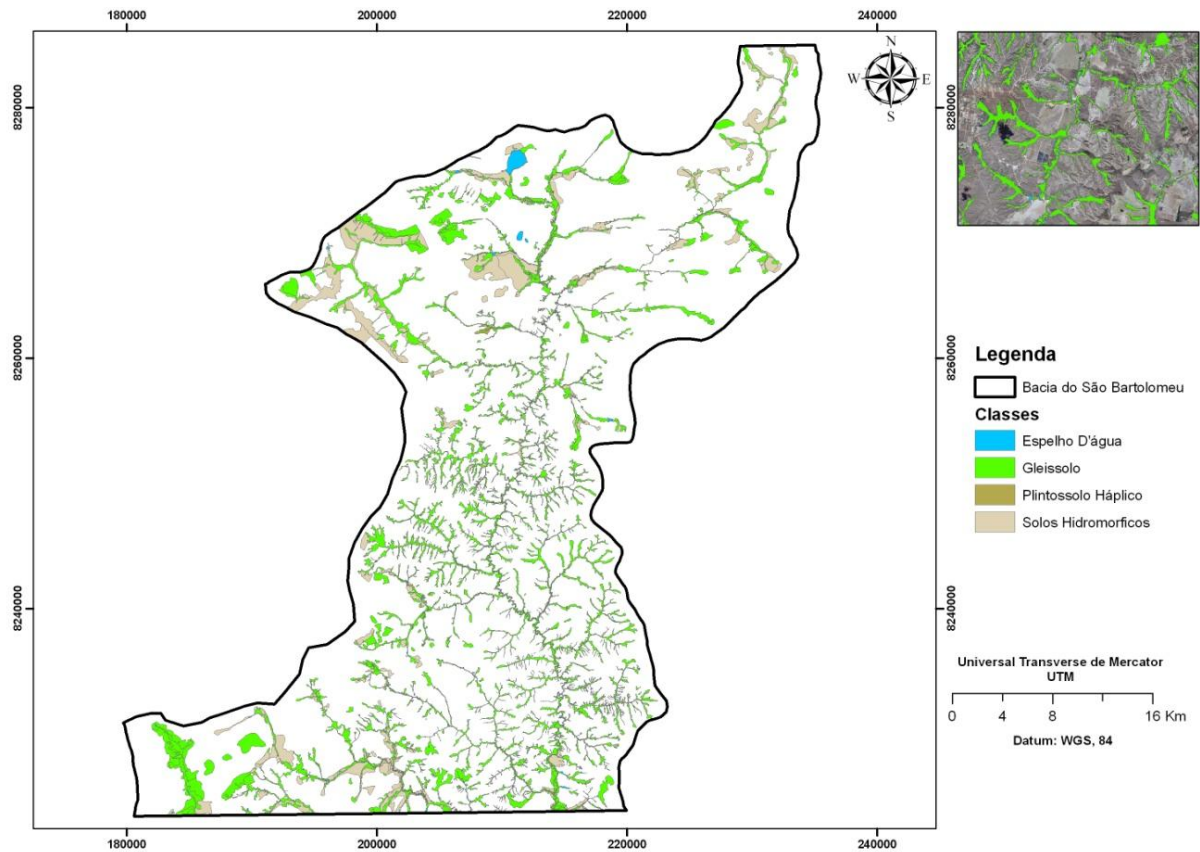 180000 200000 220000 240000
N
W E
S
8280000 8280000
8260000 8260000
8240000 8240000
180000 200000 220000 240000
Legenda
Bacia do São Bartolomeu
Classes
Espelho D'água
Gleissolo
Plintossolo Háplico
Solos Hidromorficos
Universal Transverse de Mercator
UTM
0 4 8 16 Km
Datum: WGS, 84